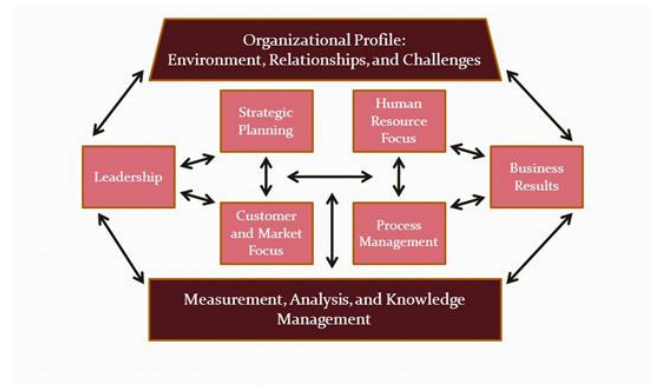 Organizational Profile:
Environment, Relationships, and Challenges
Strategic
Planning
Human
Resource
Focus
Leadership
Business
Results
Customer
and Market
Focus
Process
Management
Measurement, Analysis, and Knowledge
Management